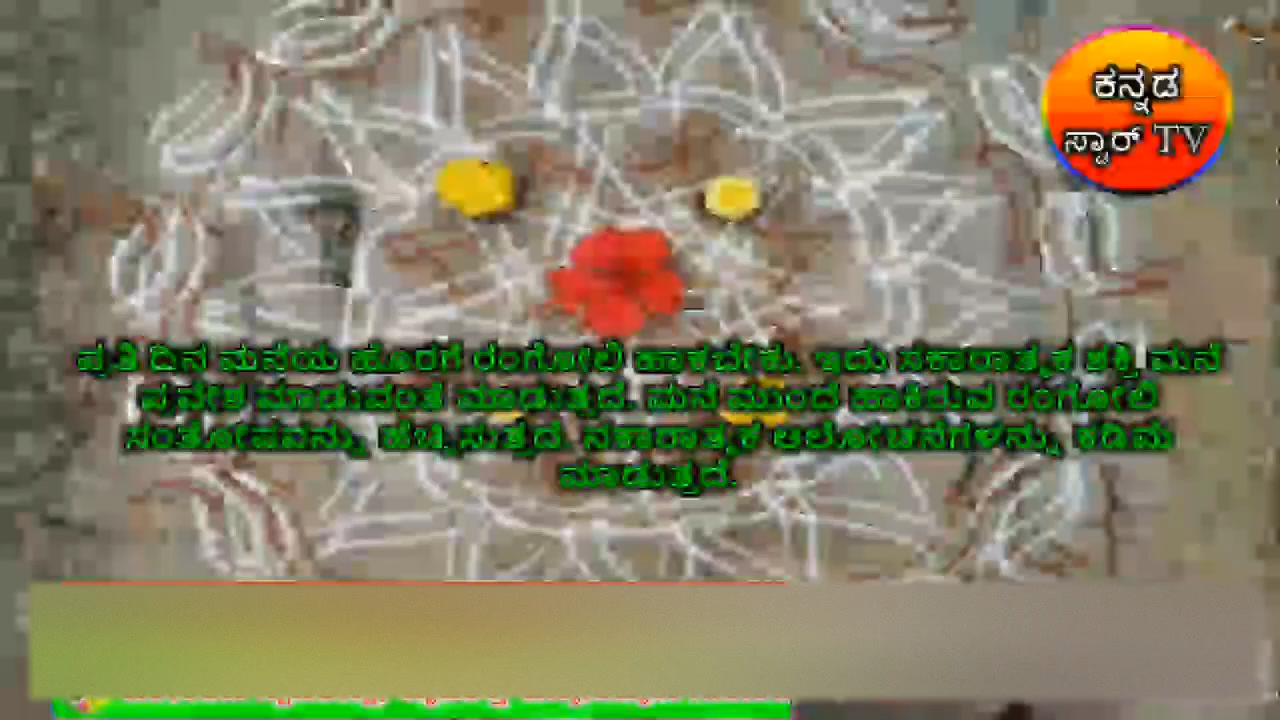 ಕನ್ನಡ
ಸ್ಟಾರ್ TV
ಪ್ರತಿ ದಿನ ಮನೆಯ ಹೊರಗೆ ರಂಗೋಲಿ ಹಾಕಬೇಕು. ಇದು ಸಕಾರಾತ್ಮಕ ಶಕ್ತಿ ಮನೆ
ಪ್ರವೇಶ ಮಾಡುವಂತೆ ಮಾಡುತ್ತದೆ. ಮನೆ ಮುಂದೆ ಹಾಕಿರುವ ರಂಗೋಲಿ
ಸಂತೋಷವನ್ನು ಹೆಚ್ಚಿಸುತ್ತದೆ. ನಕಾರಾತ್ಮಕ ಆಲೋಚನೆಗಳನ್ನು ಕಡಿಮೆ
ಮಾಡುತ್ತದೆ.